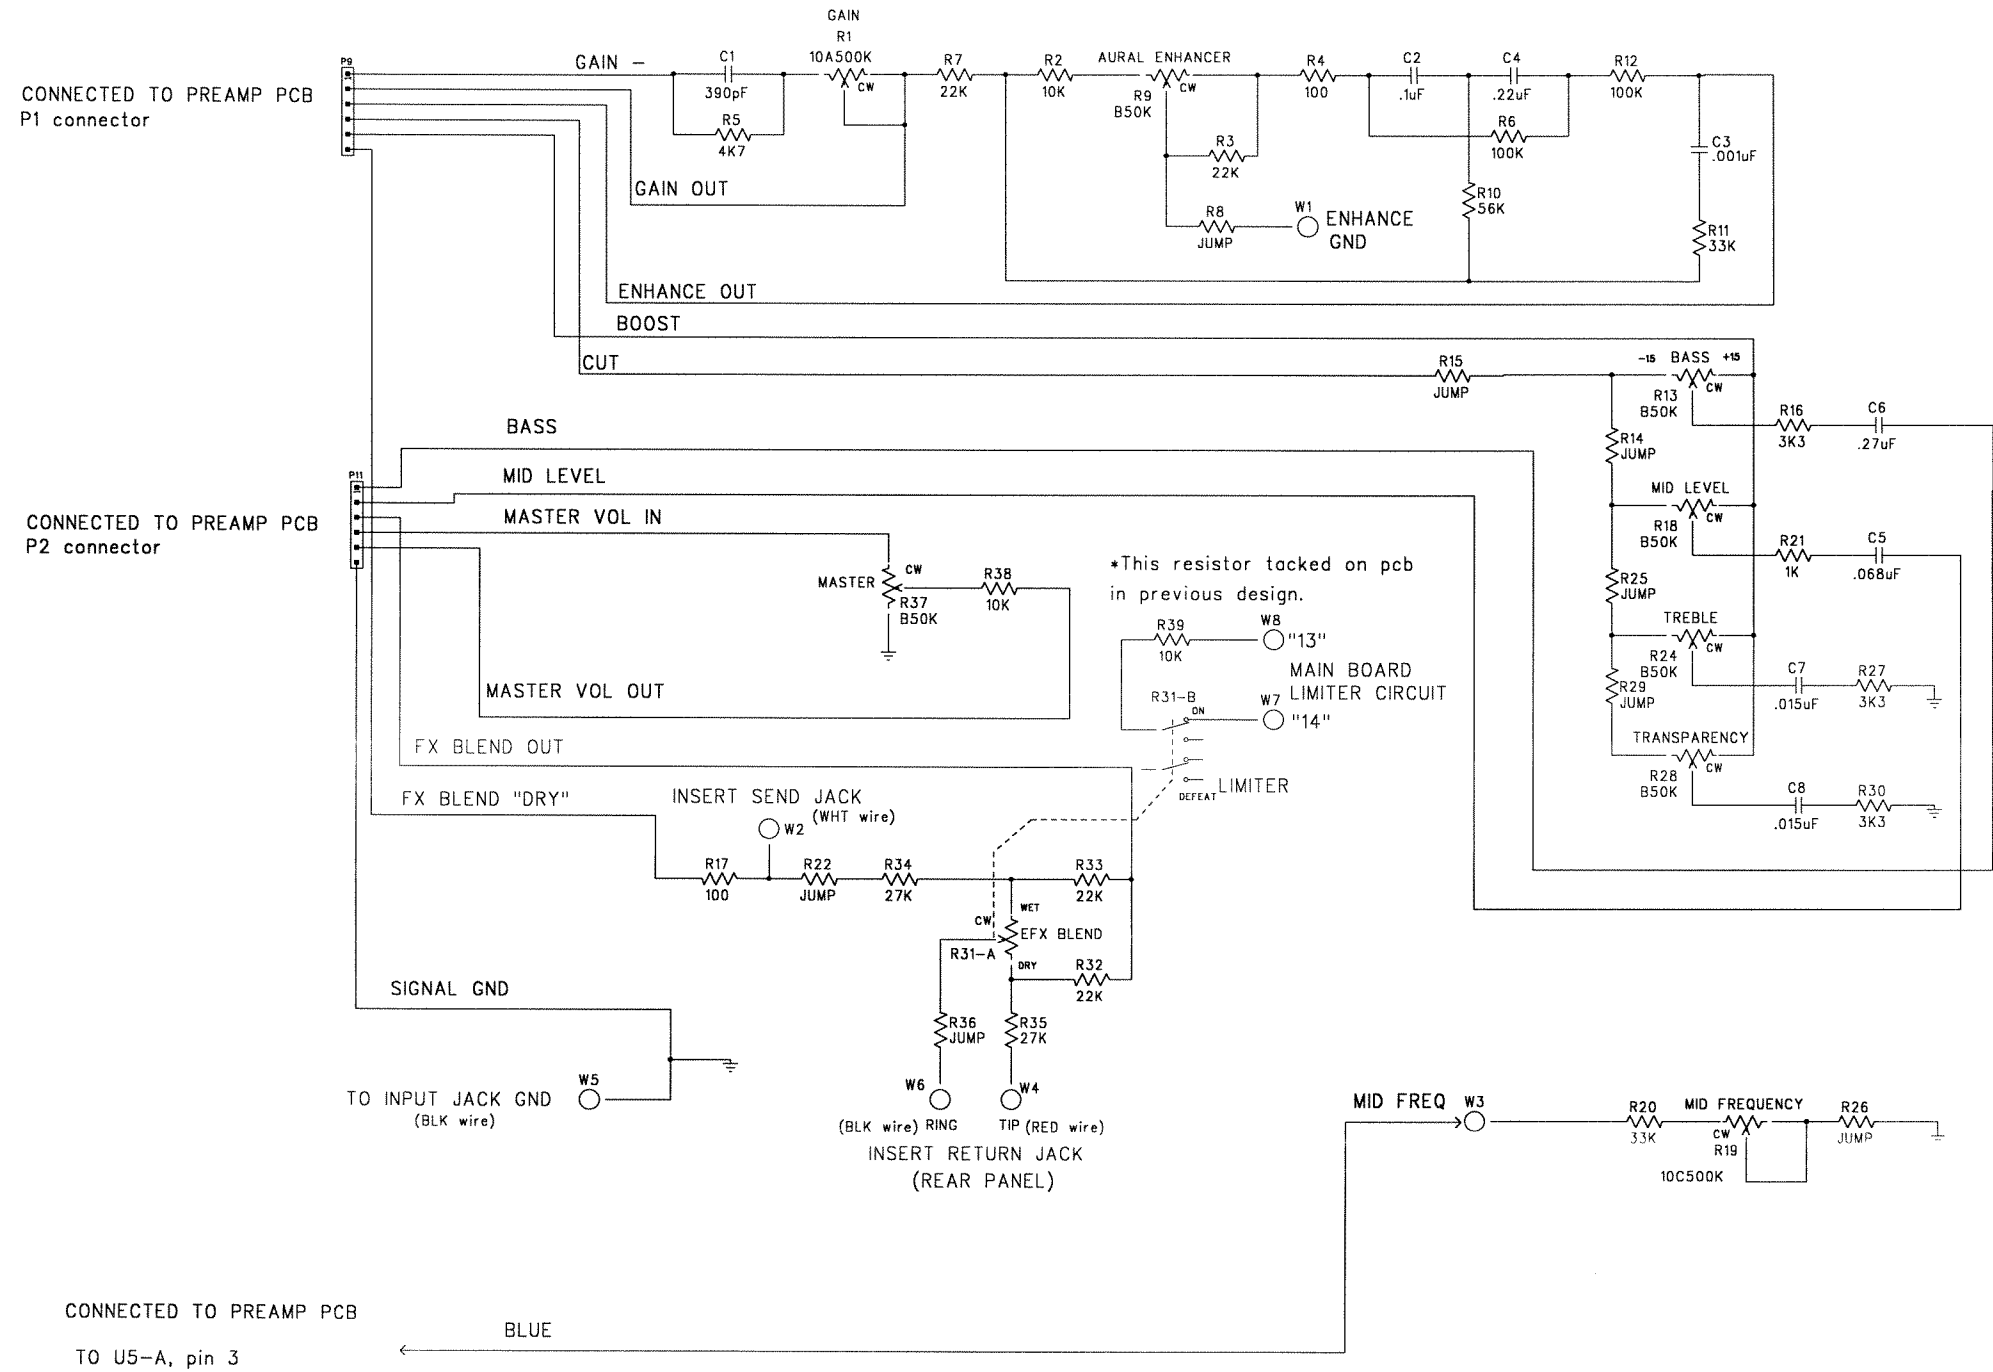 GAIN
R1
10A500K
CW
P9
1
CONNECTED TO PREAMP PCB
P1 connector
GAIN -
C1
390pF
R5
4K7
GAIN OUT
R7
22K
R2
10K
AURAL ENHANCER
R9
B50K
CW
R3
22K
R8
JUMP
W1
ENHANCE
GND
R4
100
C2
.1uF
C4
.22uF
R6
100K
R12
100K
R10
56K
C3
.001uF
R11
33K
ENHANCE OUT
BOOST
CUT
R15
JUMP
-15 BASS +15
CW
R13
B50K
R16
3K3
C6
.27uF
R14
JUMP
BASS
P11
1
MID LEVEL
MASTER VOL IN
CONNECTED TO PREAMP PCB
P2 connector
MID LEVEL
CW
R18
B50K
R21
1K
C5
.068uF
R25
JUMP
MASTER
CW
R37
B50K
R38
10K
*This resistor tacked on pcb
in previous design.
R39
10K
W8
"13"
MAIN BOARD
LIMITER CIRCUIT
R31-B
ON
W7
"14"
DEFEAT
LIMITER
TREBLE
CW
R24
B50K
C7
.015uF
R27
3K3
R29
JUMP
TRANSPARENCY
CW
R28
B50K
C8
.015uF
R30
3K3
MASTER VOL OUT
FX BLEND OUT
FX BLEND "DRY"
INSERT SEND JACK
(WHT wire)
W2
R17
100
R22
JUMP
R34
27K
R33
22K
WET
CW
EFX BLEND
R31-A
DRY
R32
22K
SIGNAL GND
R36
JUMP
R35
27K
W5
TO INPUT JACK GND
(BLK wire)
W6
W4
(BLK wire) RING
TIP (RED wire)
INSERT RETURN JACK
(REAR PANEL)
MID FREQ
W3
R20
33K
MID FREQUENCY
CW
R19
10C500K
R26
JUMP
CONNECTED TO PREAMP PCB
TO U5-A, pin 3
BLUE